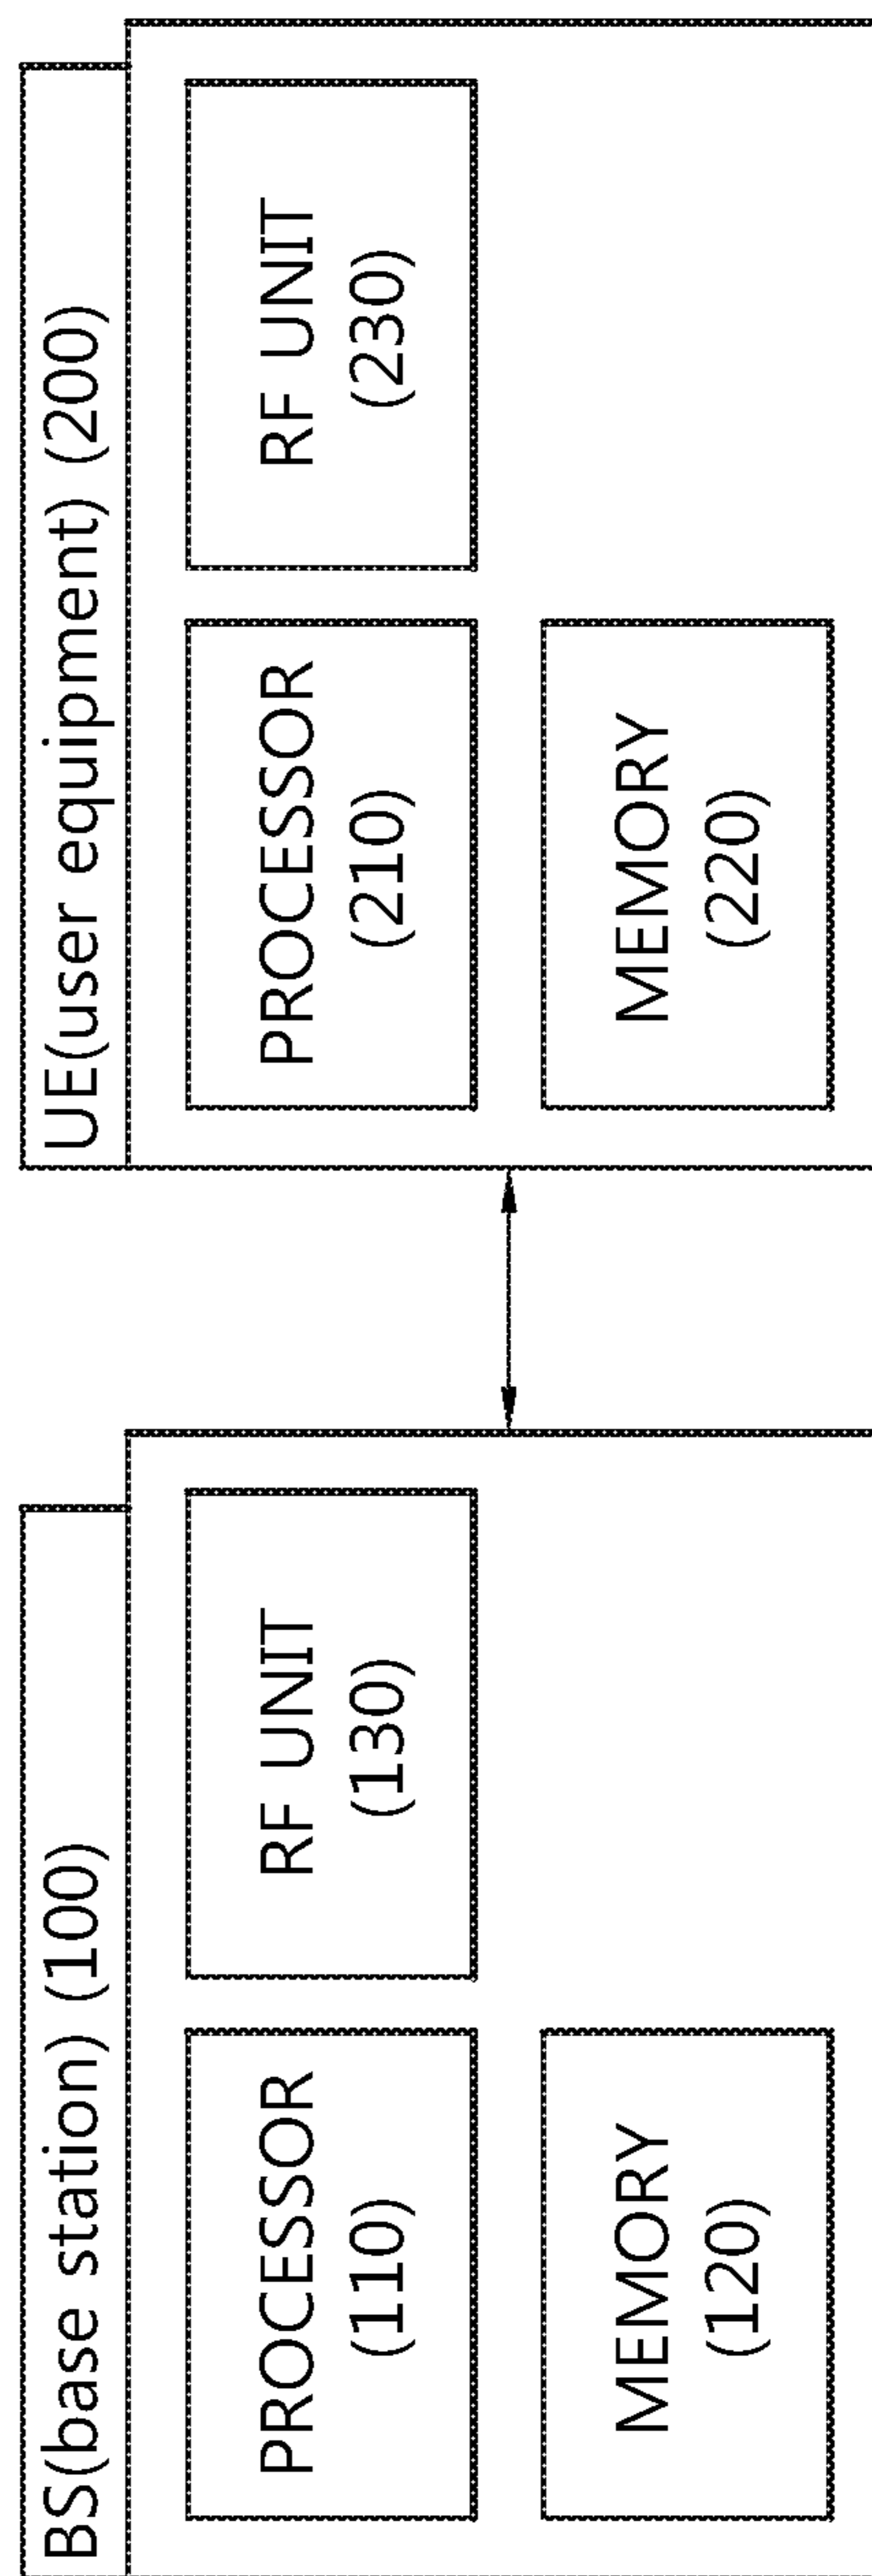 BS(base station) (100)
PROCESSOR
(110)
RF UNIT
(130)
MEMORY
(120)
UE(user equipment) (200)
PROCESSOR
(210)
RF UNIT
(230)
MEMORY
(220)